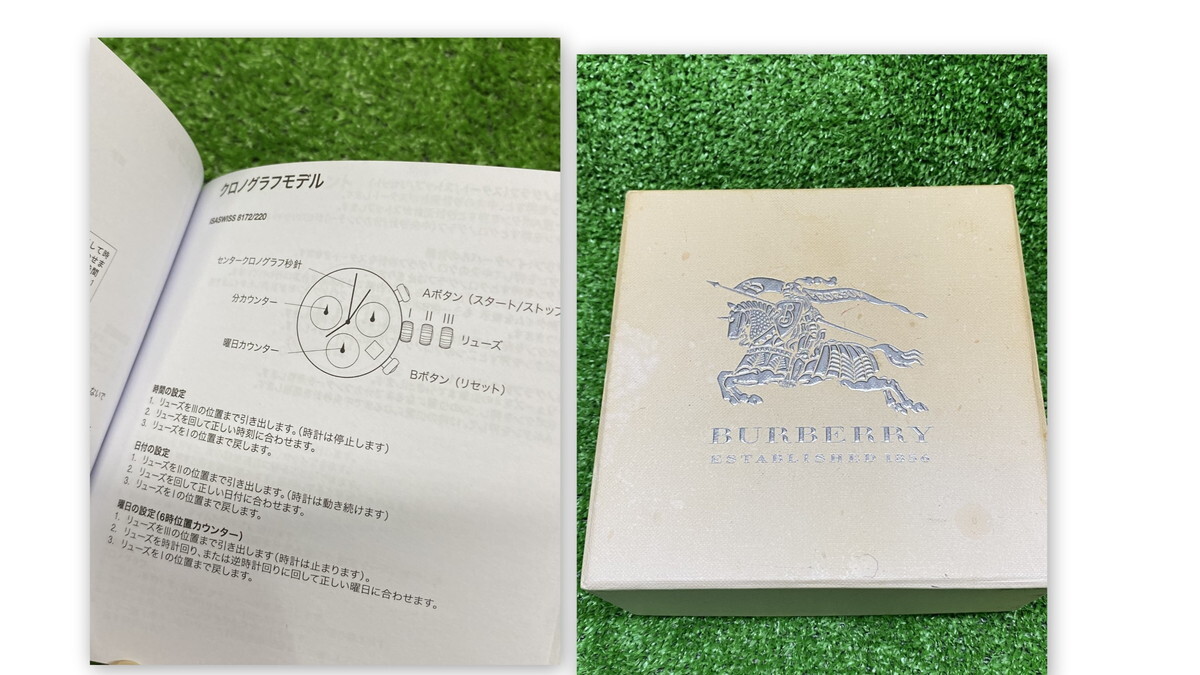 クロノグラフモデル
ISASWISS 8172/220
センタークロノグラフ秒針
分カウンター
曜日カウンター
Aボタン(スタート/ストップ
I II III
リューズ
Bボタン(リセット)
時間の設定
1. リューズをIIIの位置まで引き出します。(時計は停止します)
2. リューズを回して正しい時刻に合わせます。
3. リューズをIの位置まで戻します。
日付の設定
1. リューズをIIの位置まで引き出します。(時計は動き続けます)
2. リューズを回して正しい日付に合わせます。
3. リューズをIの位置まで戻します。
曜日の設定(6時位置カウンター)
1. リューズをIIIの位置まで引き出します(時計は止まります)。
2. リューズを時計回り、または逆時計回りに回して正しい曜日に合わせます。
3. リューズをIの位置まで戻します。
して時
かせま
ないで
B
BURBERRY
ESTABLISHED 1856